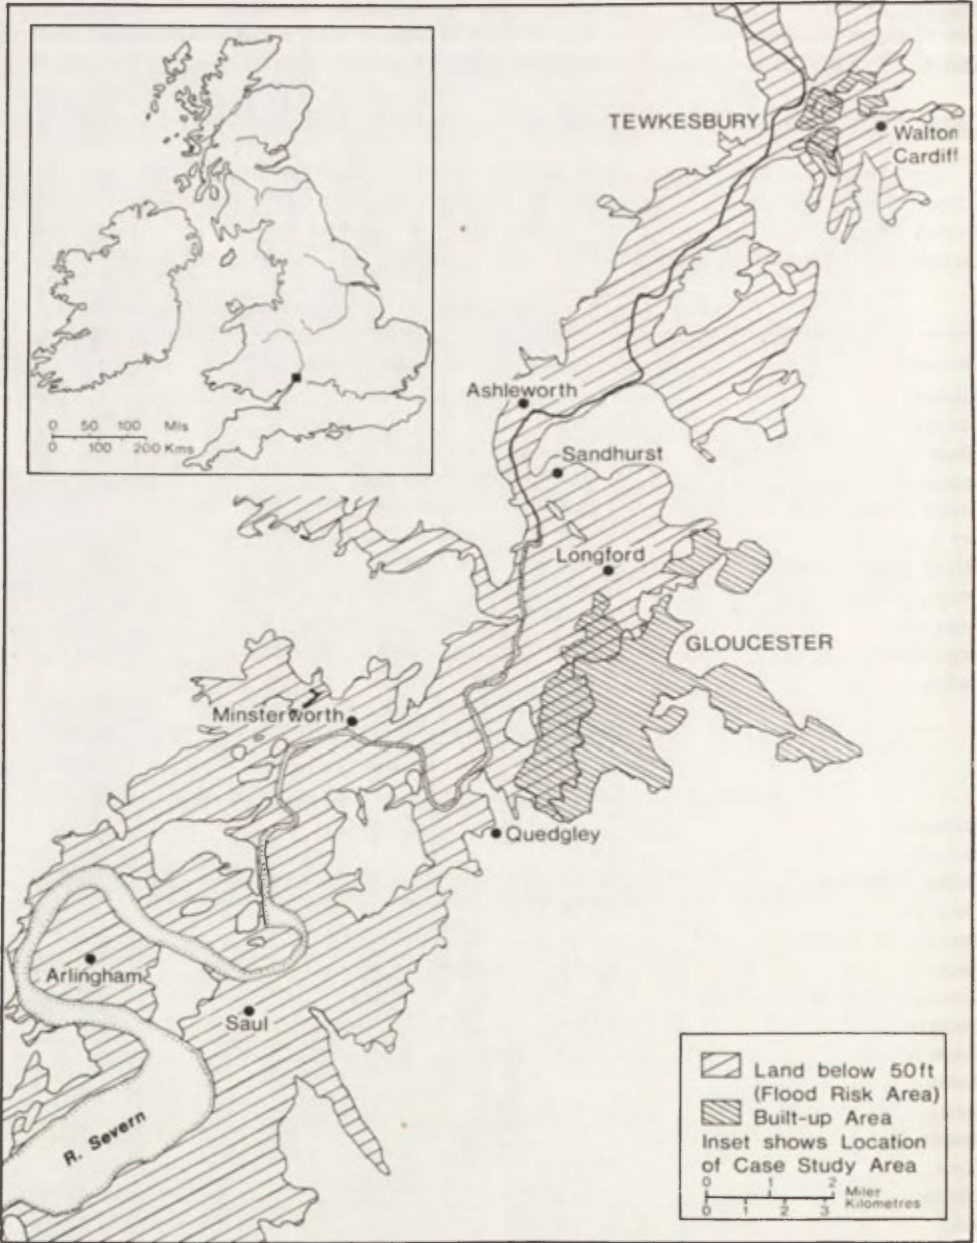 TEWKESBURY
Walton
Cardiff
0 50 100 Mls
0 100 200 Kms
Ashleworth
Sandhurst
Longford
GLOUCESTER
Minsterworth
Quedgley
Arlingham
Saul
R. Severn
Land below 50ft
(Flood Risk Area)
Built-up Area
Inset shows Location
of Case Study Area
0 1 2 Miler
0 1 2 3 Kilometres